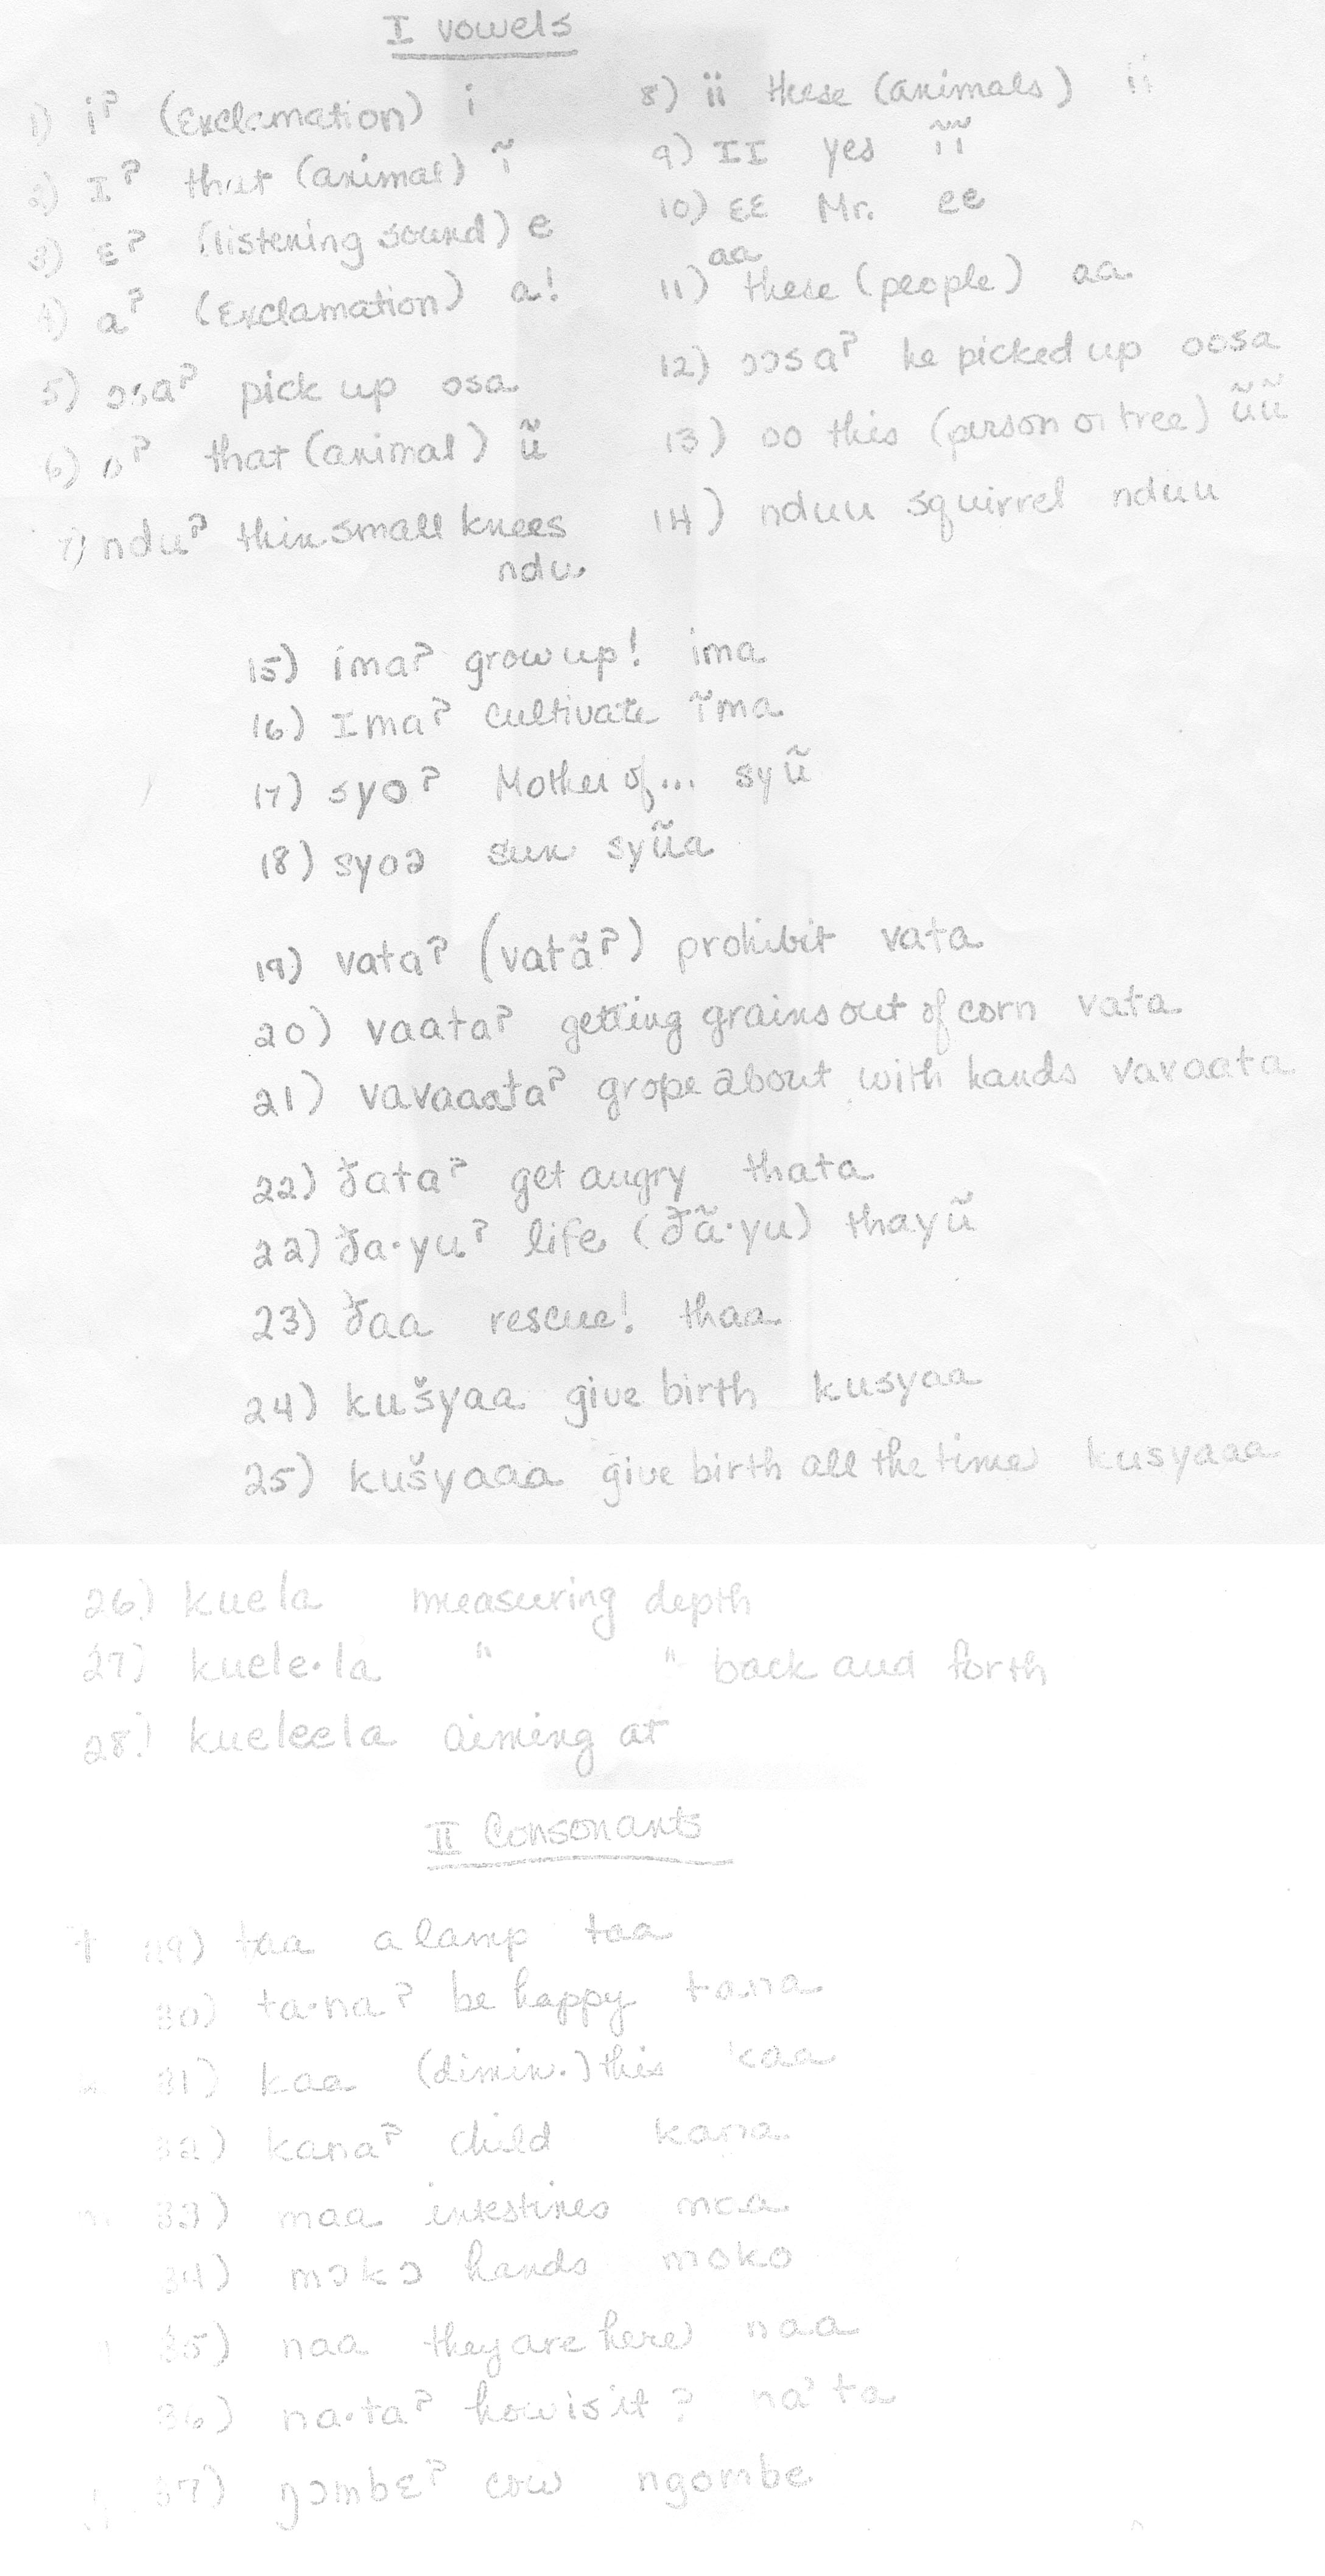 I vowels
1) iˀ (Exclamation) i
2) Iˀ that (animal) ĩ
3) ɛˀ (listening sound) e
4) aˀ (Exclamation) a!
5) ɔsaˀ pick up osa
6) oˀ that (animal) ũ
7) nduˀ thin small knees
ndu
8) ii these (animals) ii
9) II yes ĩĩ
10) ɛɛ Mr. ee
aa
11) these (people) aa
12) ɔɔsaˀ he picked up oosa
13) oo this (person or tree) ũũ
14) nduu squirrel nduu
15) imaˀ grow up! ima
16) Imaˀ cultivate ĩma
17) syoˀ Mother of... syũ
18) syoə sun syũa
19) vataˀ (vatãˀ) prohibit vata
20) vaataˀ getting grains out of corn vata
21) vavaaataˀ grope about with hands vavaata
22) ðataˀ get angry thata
22) ða·yuˀ life (ðã·yu) thayũ
23) ðaa rescue! thaa
24) kušyaa give birth kusyaa
25) kušyaaa give birth all the time kusyaaa
26) kuela measuring depth
27) kuele·la " " back and forth
28) kueleela aiming at
II Consonants
t 29) taa a lamp taa
30) ta·naˀ be happy tana
k 31) kaa (dimin.) this kaa
32) kanaˀ child kana
m 33) maa intestines maa
34) mɔkɔ hands moko
35) naa they are here naa
36) na·taˀ how is it? na'ta
37) ŋɔmbɛˀ cow ngombe